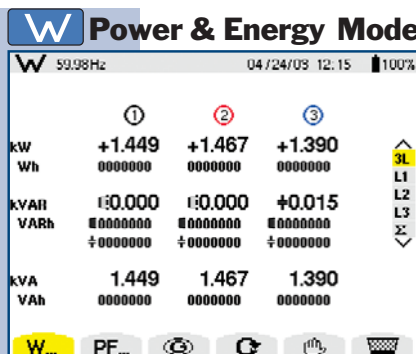 W Power & Energy Mode
W 59.98Hz 04/24/03 12:15 100%
1 2 3
kW +1.449 +1.467 +1.390
Wh 0000000 0000000 0000000
3L
L1
L2
L3
Σ
kVAR 0.000 0.000 +0.015
VARh 0000000 0000000 0000000
0000000 0000000 0000000
kVA 1.449 1.467 1.390
VAh 0000000 0000000 0000000
W... PF...